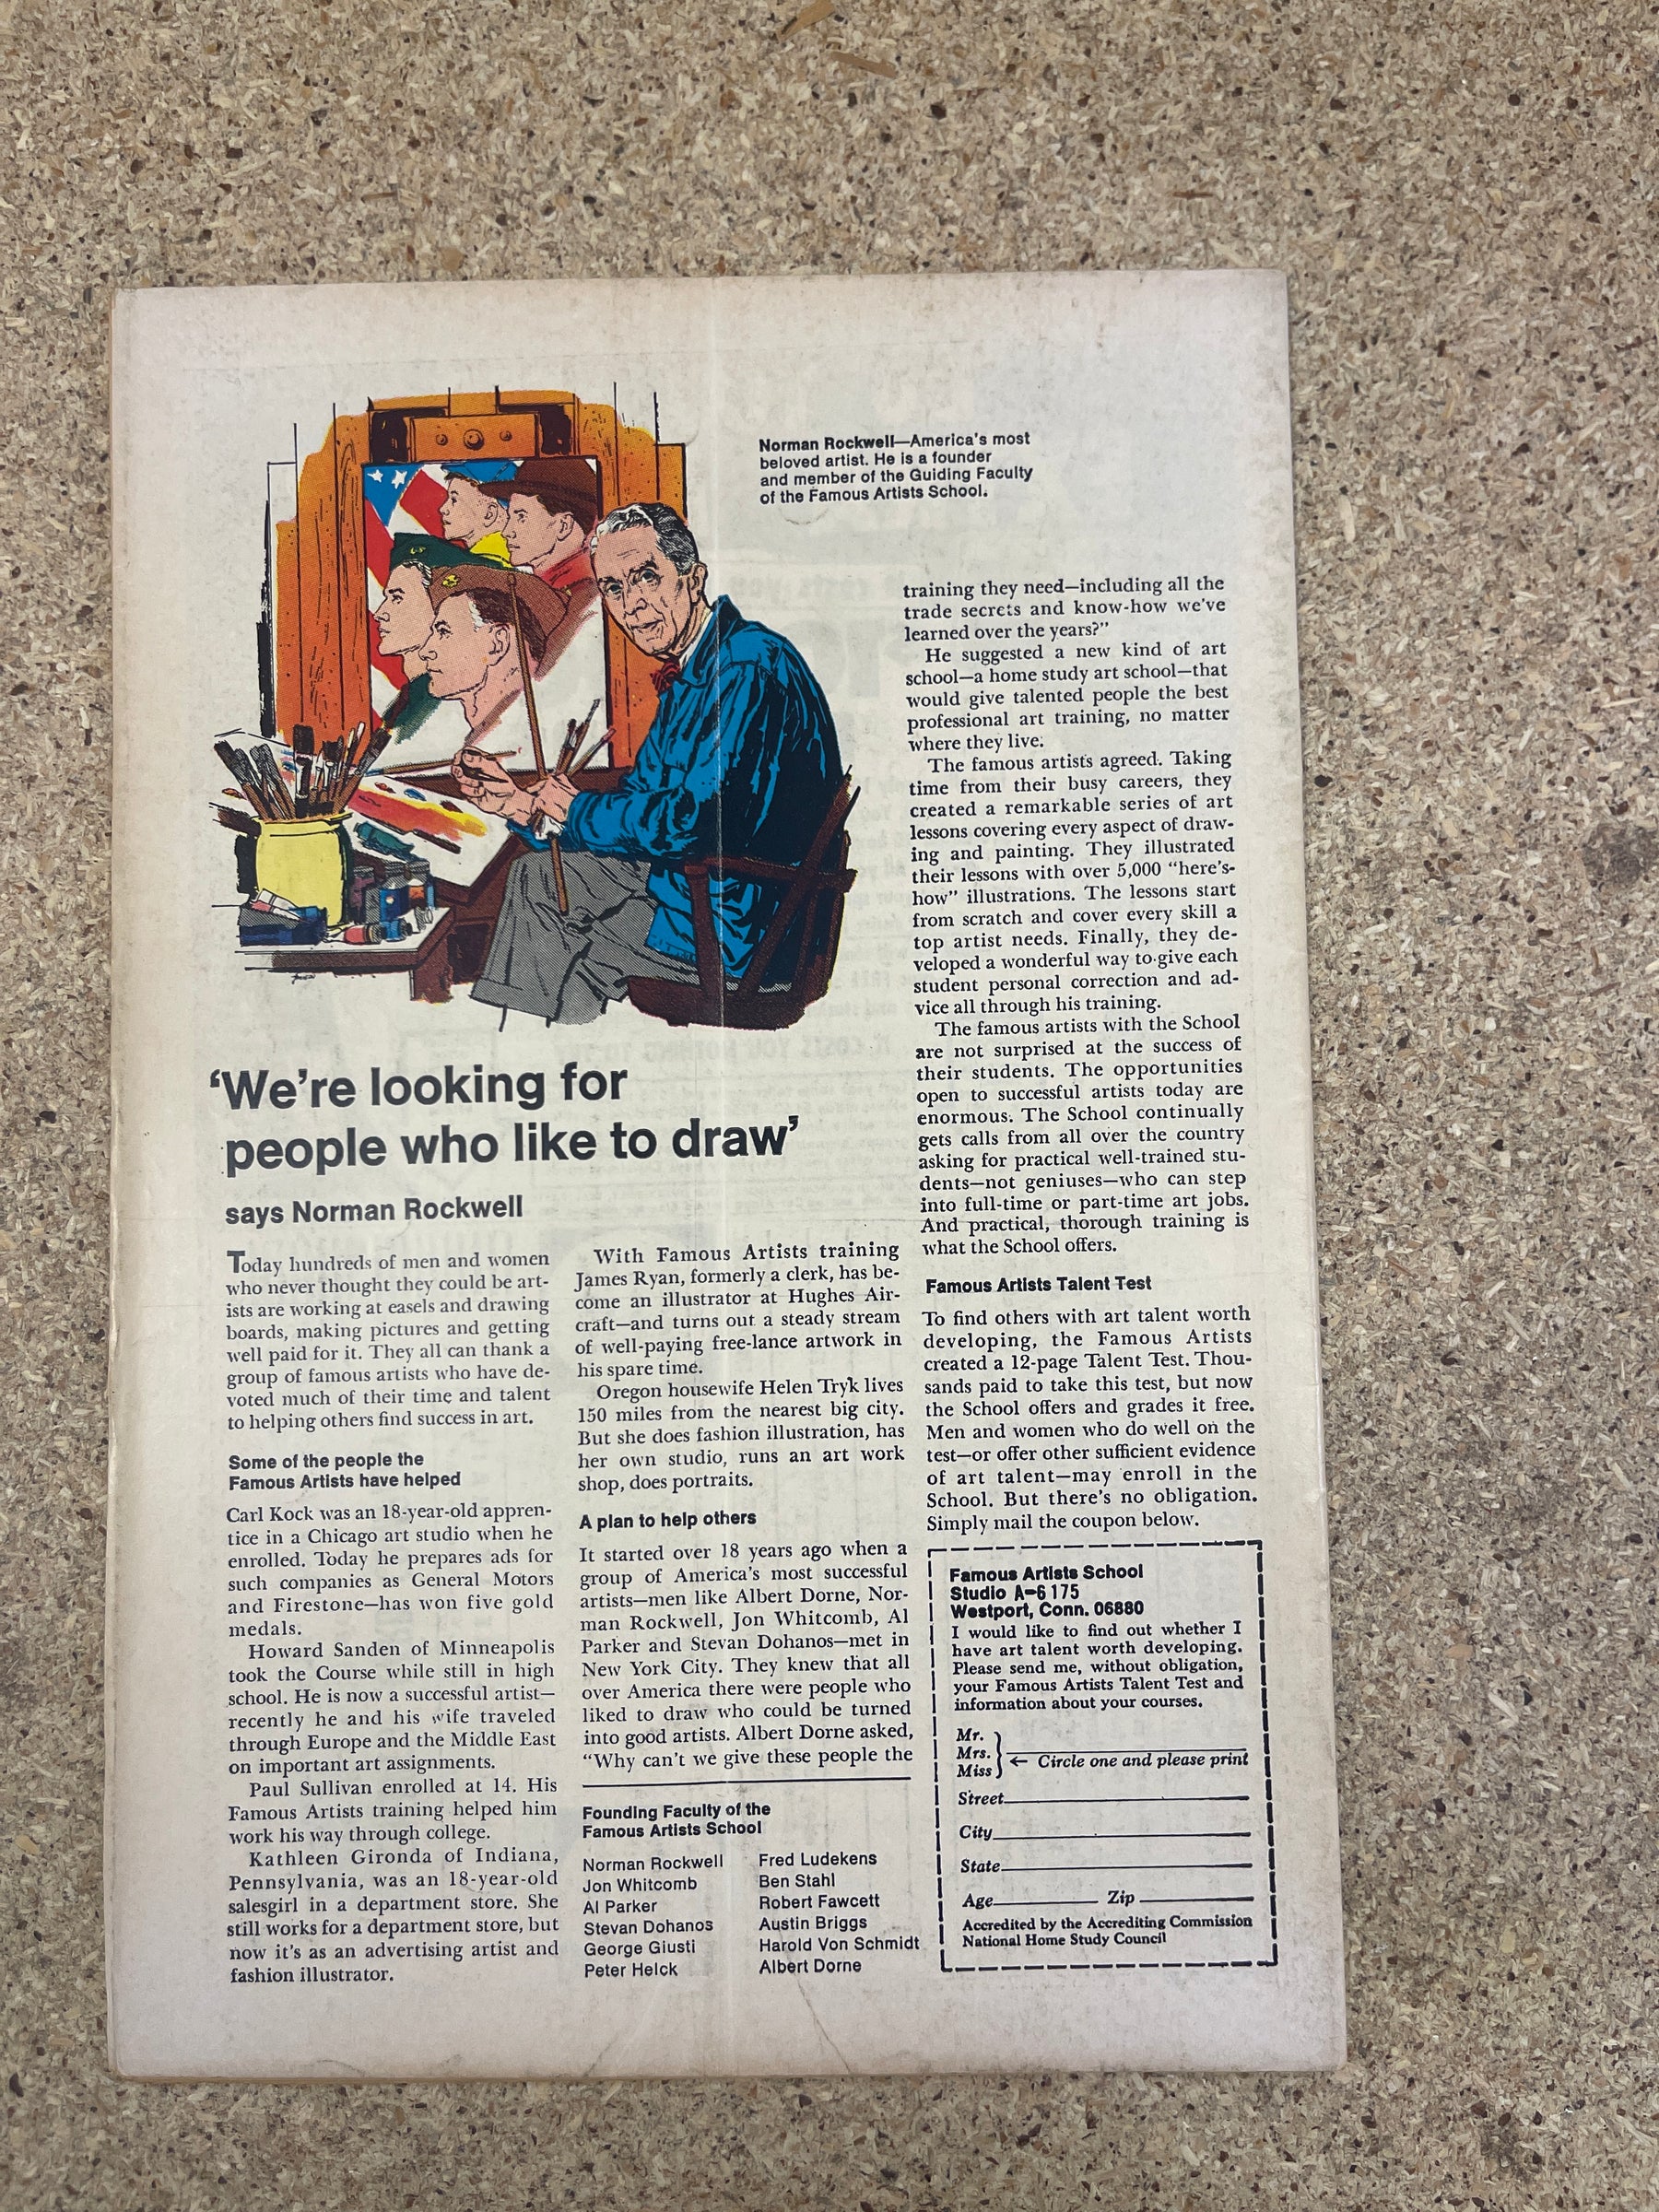 Norman Rockwell—America's most
beloved artist. He is a founder
and member of the Guiding Faculty
of the Famous Artists School.
'We're looking for
people who like to draw'
says Norman Rockwell
Today hundreds of men and women
who never thought they could be art-
ists are working at easels and drawing
boards, making pictures and getting
well paid for it. They all can thank a
group of famous artists who have de-
voted much of their time and talent
to helping others find success in art.
Some of the people the
Famous Artists have helped
Carl Kock was an 18-year-old appren-
tice in a Chicago art studio when he
enrolled. Today he prepares ads for
such companies as General Motors
and Firestone—has won five gold
medals.
Howard Sanden of Minneapolis
took the Course while still in high
school. He is now a successful artist—
recently he and his wife traveled
through Europe and the Middle East
on important art assignments.
Paul Sullivan enrolled at 14. His
Famous Artists training helped him
work his way through college.
Kathleen Gironda of Indiana,
Pennsylvania, was an 18-year-old
salesgirl in a department store. She
still works for a department store, but
now it's as an advertising artist and
fashion illustrator.
With Famous Artists training
James Ryan, formerly a clerk, has be-
come an illustrator at Hughes Air-
craft—and turns out a steady stream
of well-paying free-lance artwork in
his spare time.
Oregon housewife Helen Tryk lives
150 miles from the nearest big city.
But she does fashion illustration, has
her own studio, runs an art work
shop, does portraits.
A plan to help others
It started over 18 years ago when a
group of America's most successful
artists—men like Albert Dorne, Nor-
man Rockwell, Jon Whitcomb, Al
Parker and Stevan Dohanos—met in
New York City. They knew that all
over America there were people who
liked to draw who could be turned
into good artists. Albert Dorne asked,
"Why can't we give these people the
Founding Faculty of the
Famous Artists School
Norman Rockwell
Jon Whitcomb
Al Parker
Stevan Dohanos
George Giusti
Peter Helck
Fred Ludekens
Ben Stahl
Robert Fawcett
Austin Briggs
Harold Von Schmidt
Albert Dorne
training they need—including all the
trade secrets and know-how we've
learned over the years?"
He suggested a new kind of art
school—a home study art school—that
would give talented people the best
professional art training, no matter
where they live.
The famous artists agreed. Taking
time from their busy careers, they
created a remarkable series of art
lessons covering every aspect of draw-
ing and painting. They illustrated
their lessons with over 5,000 "here's-
how" illustrations. The lessons start
from scratch and cover every skill a
top artist needs. Finally, they de-
veloped a wonderful way to give each
student personal correction and ad-
vice all through his training.
The famous artists with the School
are not surprised at the success of
their students. The opportunities
open to successful artists today are
enormous. The School continually
gets calls from all over the country
asking for practical well-trained stu-
dents—not geniuses—who can step
into full-time or part-time art jobs.
And practical, thorough training is
what the School offers.
Famous Artists Talent Test
To find others with art talent worth
developing, the Famous Artists
created a 12-page Talent Test. Thou-
sands paid to take this test, but now
the School offers and grades it free.
Men and women who do well on the
test—or offer other sufficient evidence
of art talent—may enroll in the
School. But there's no obligation.
Simply mail the coupon below.
Famous Artists School
Studio A-6175
Westport, Conn. 06880
I would like to find out whether I
have art talent worth developing.
Please send me, without obligation,
your Famous Artists Talent Test and
information about your courses.
Mr.
Mrs.
Miss
← Circle one and please print
Street
City
State
Age Zip
Accredited by the Accrediting Commission
National Home Study Council